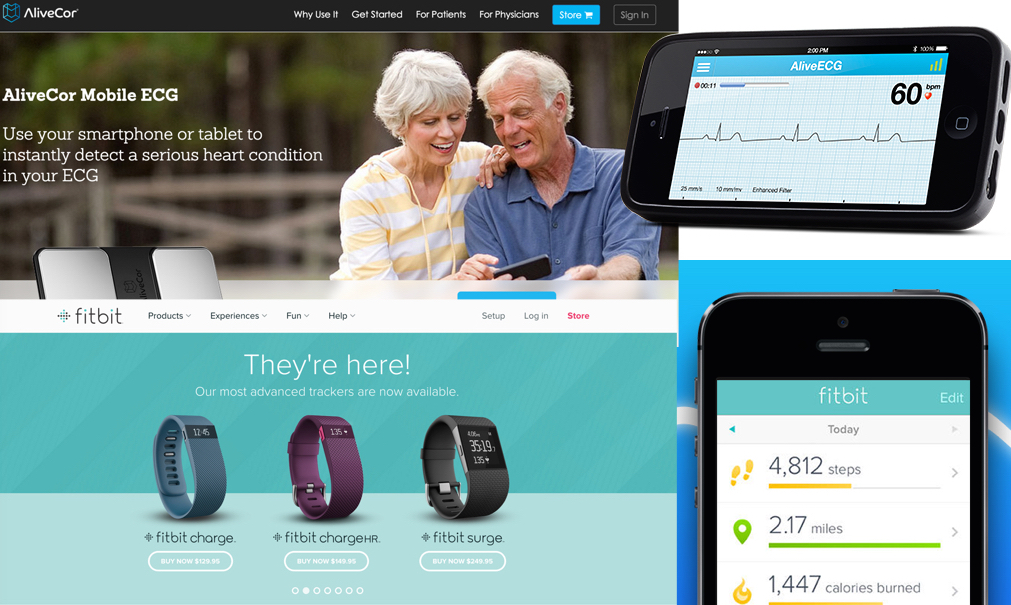 AliveCor
Why Use It Get Started For Patients For Physicians Store Sign In
AliveCor Mobile ECG
Use your smartphone or tablet to
instantly detect a serious heart condition
in your ECG
AliveCor
2:00 PM 100%
AliveECG
00:11
60 bpm
25 mm/s 10 mm/mv Enhanced Filter
fitbit Products Experiences Fun Help Setup Log in Store
They're here!
Our most advanced trackers are now available.
12:45
1:35
4:05
35:19
135
fitbit charge. fitbit chargeHR. fitbit surge.
BUY NOW $129.95 BUY NOW $149.95 BUY NOW $249.95
fitbit Edit
Today
4,812 steps
2.17 miles
1,447 calories burned